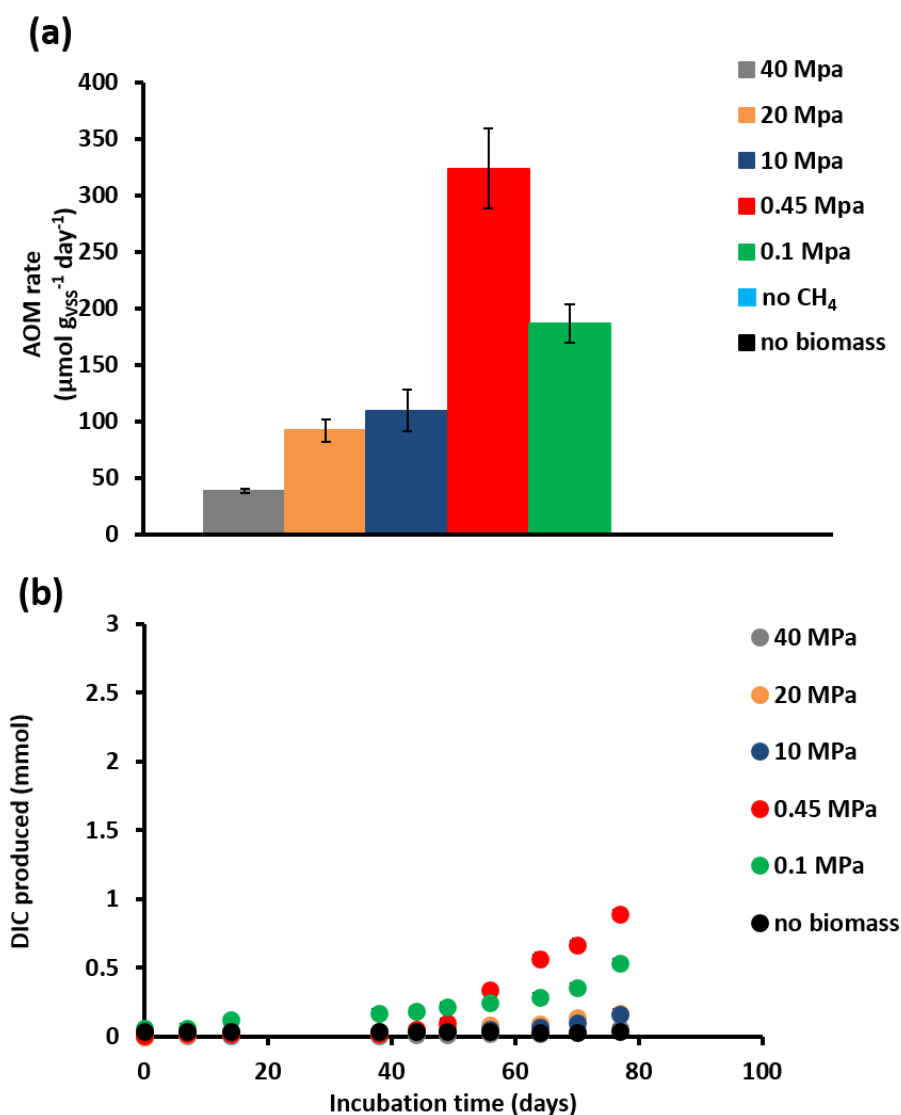 (a)
AOM rate
(µmol gVSS-1 day-1)
400
350
300
250
200
150
100
50
0
40 Mpa
20 Mpa
10 Mpa
0.45 Mpa
0.1 Mpa
no CH4
no biomass
(b)
DIC produced (mmol)
3
2.5
2
1.5
1
0.5
0
0 20 40 60 80 100
Incubation time (days)
40 MPa
20 MPa
10 MPa
0.45 MPa
0.1 MPa
no biomass